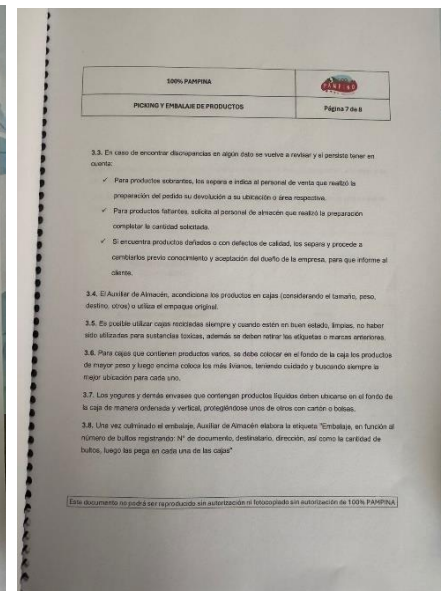 100% PAMPINA
PAMPINO
PICKING Y EMBALAJE DE PRODUCTOS
Página 7 de 8
3.3. En caso de encontrar discrepancias en algún dato se vuelve a revisar y si persiste tener en
cuenta:
✓ Para productos sobrantes, los separa e indica al personal de venta que realizó la
preparación del pedido su devolución a su ubicación o área respectiva.
✓ Para productos faltantes, solicita al personal de almacén que realizó la preparación
completar la cantidad solicitada.
✓ Si encuentra productos dañados o con defectos de calidad, los separa y procede a
cambiarlos previo conocimiento y aceptación del dueño de la empresa, para que informe al
cliente.
3.4. El Auxiliar de Almacén, acondiciona los productos en cajas (considerando el tamaño, peso,
destino, otros) o utiliza el empaque original.
3.5. Es posible utilizar cajas recicladas siempre y cuando estén en buen estado, limpias, no haber
sido utilizados para sustancias toxicas, además se deben retirar las etiquetas o marcas anteriores.
3.6. Para cajas que contienen productos varios, se debe colocar en el fondo de la caja los productos
de mayor peso y luego encima coloca los más livianos, teniendo cuidado y buscando siempre la
mejor ubicación para cada uno.
3.7. Los yogures y demás envases que contengan productos líquidos deben ubicarse en el fondo de
la caja de manera ordenada y vertical, protegiéndose unos de otros con cartón o bolsas.
3.8. Una vez culminado el embalaje, Auxiliar de Almacén elabora la etiqueta "Embalaje, en función al
número de bultos registrando: N° de documento, destinatario, dirección, así como la cantidad de
bultos, luego las pega en cada una de las cajas"
Este documento no podrá ser reproducido sin autorización ni fotocopiado sin autorización de 100% PAMPINA